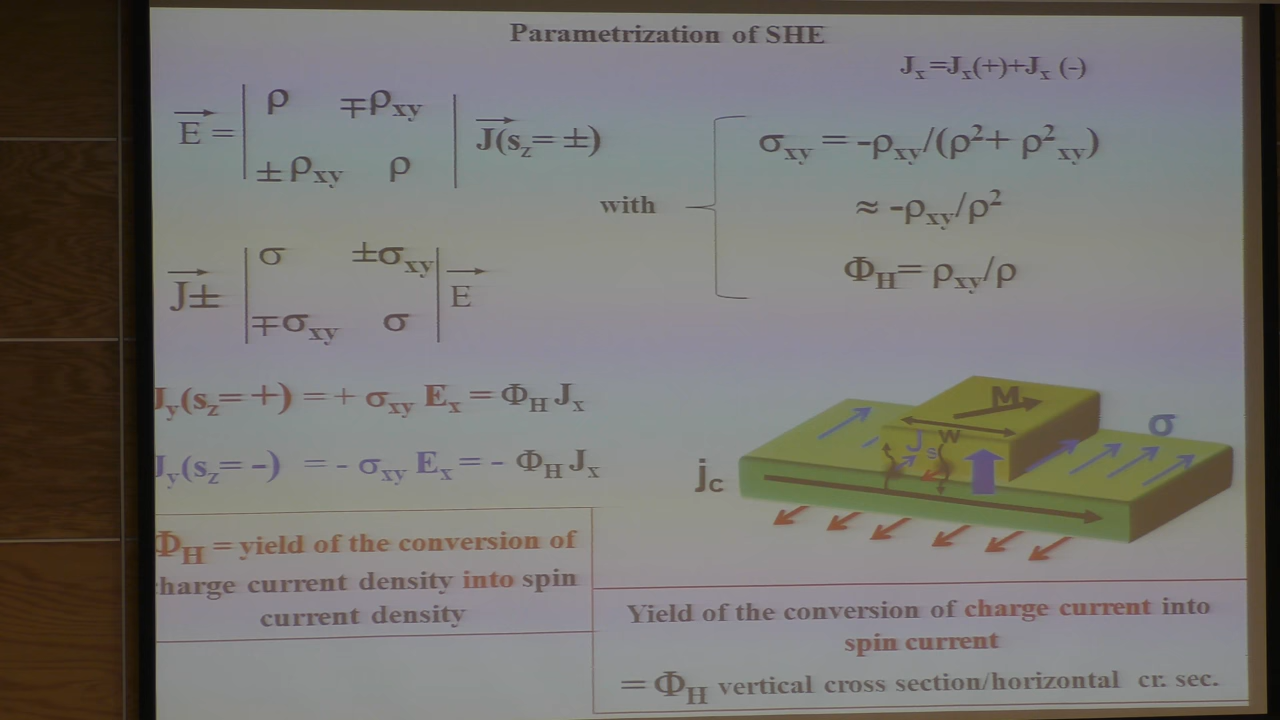 Parametrization of SHE
Jx=Jx(+)+Jx (-)
E = | ρ ∓ρxy | J(sz= ±)
| ±ρxy ρ |
with
σxy = -ρxy/(ρ²+ ρ²xy)
≈ -ρxy/ρ²
ΦH= ρxy/ρ
J± | σ ±σxy | E
| ∓σxy σ |
Jy(sz= +) = + σxy Ex = ΦH Jx
Jy(sz= -) = - σxy Ex = - ΦH Jx
M
W
Js
σ
jc
ΦH = yield of the conversion of
charge current density into spin
current density
Yield of the conversion of charge current into
spin current
= ΦH vertical cross section/horizontal cr. sec.